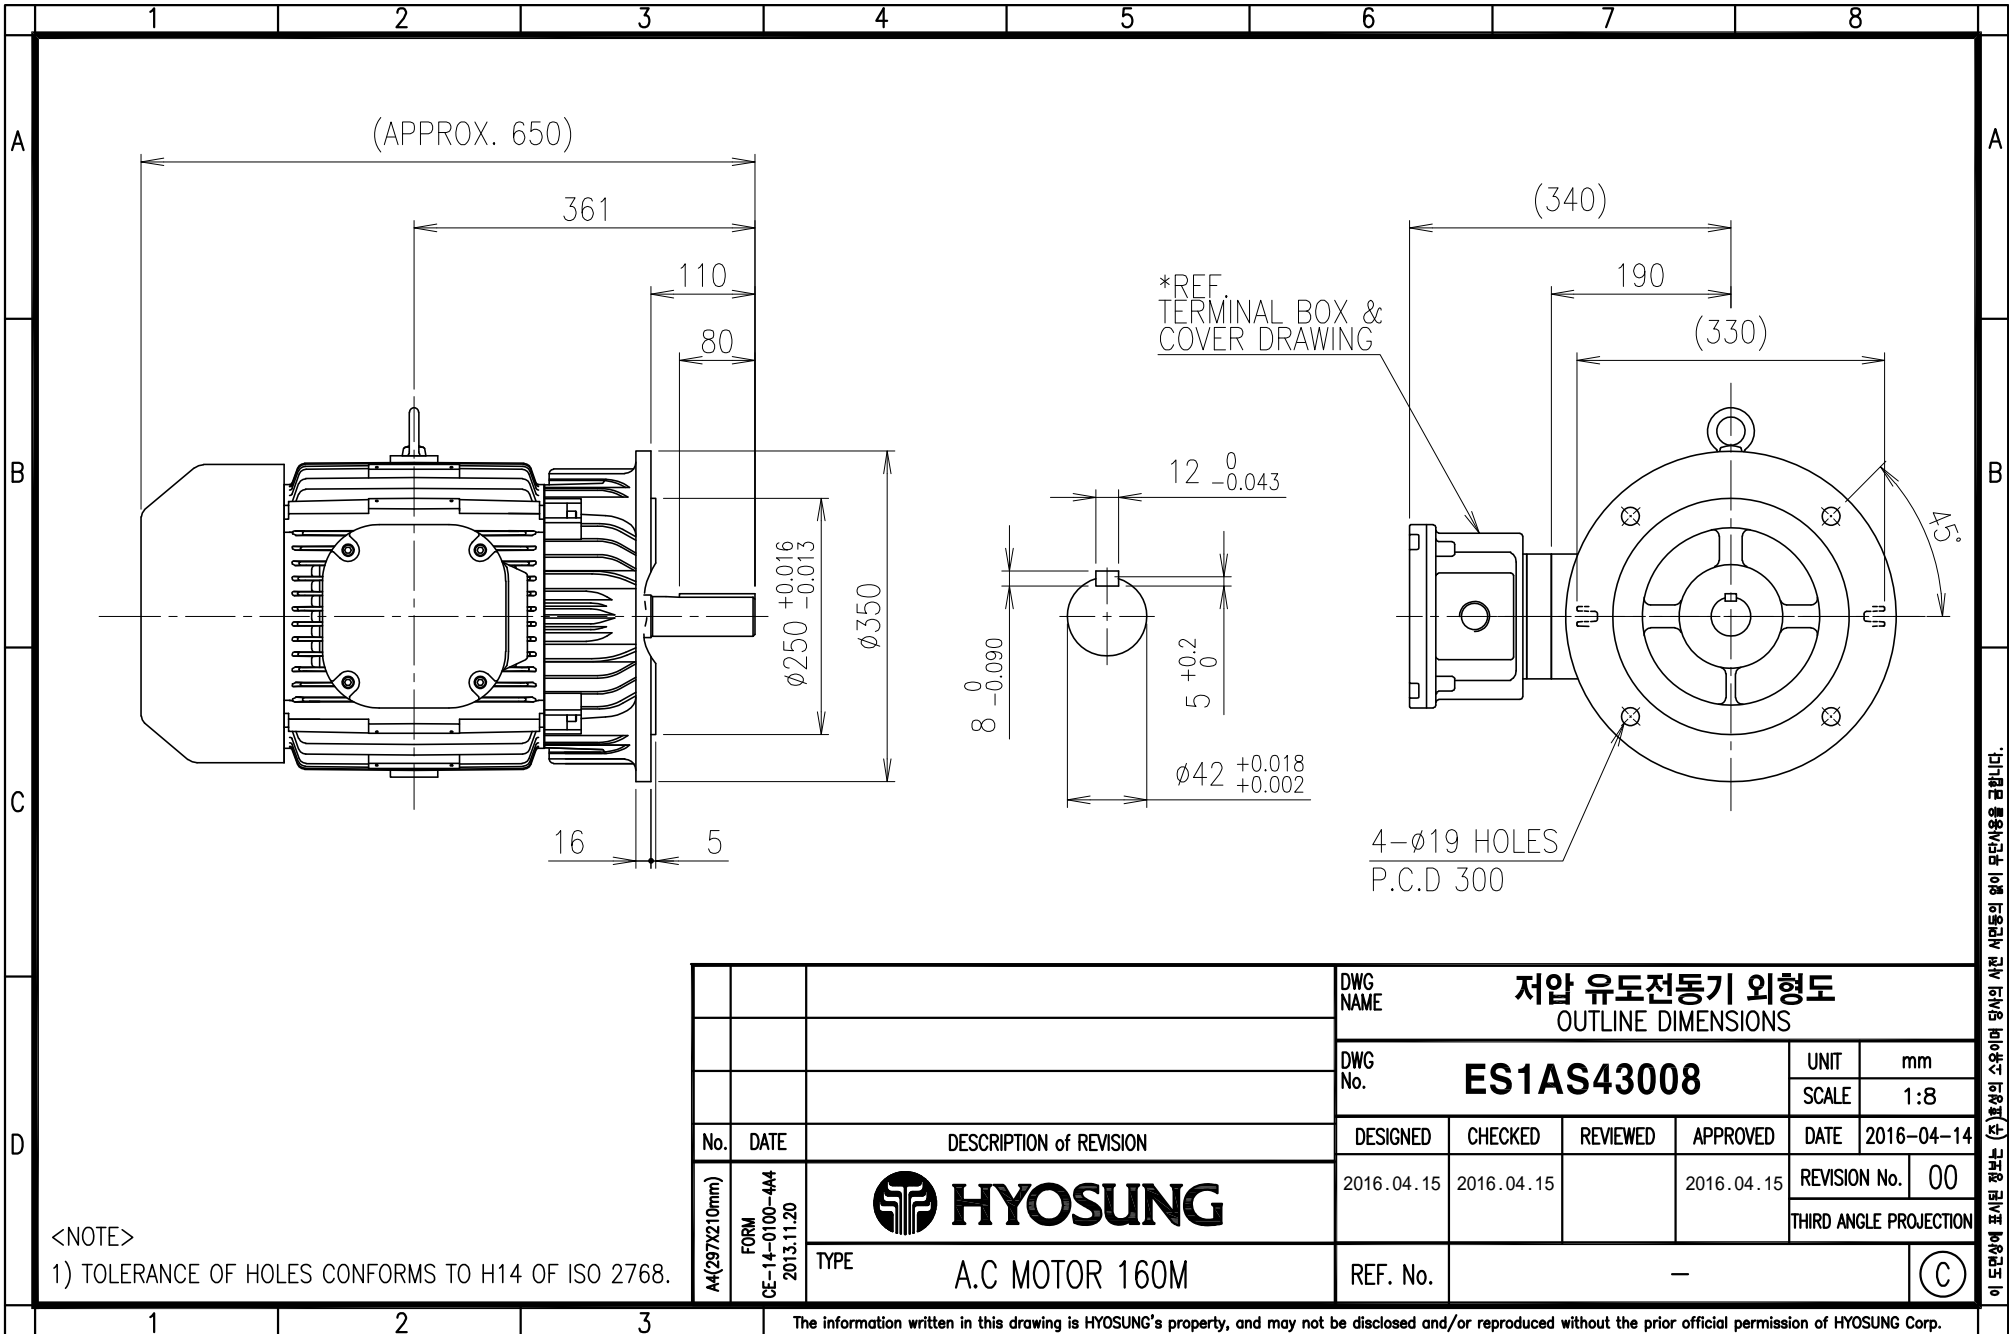 1 2 3 4 5 6 7 8
A
A
B
B
C
C
D
(APPROX. 650)
361
110
80
ø250 +0.016 -0.013
ø350
16
5
12 0 -0.043
8 0 -0.090
5 +0.2 0
ø42 +0.018 +0.002
*REF.
TERMINAL BOX &
COVER DRAWING
(340)
190
(330)
45°
4-ø19 HOLES
P.C.D 300
<NOTE>
1) TOLERANCE OF HOLES CONFORMS TO H14 OF ISO 2768.
No. DATE DESCRIPTION of REVISION
A4(297X210mm)
FORM
CE-14-0100-4A4
2013.11.20
HYOSUNG
TYPE A.C MOTOR 160M
DWG
NAME
저압 유도전동기 외형도
OUTLINE DIMENSIONS
DWG
No.
ES1AS43008
UNIT mm
SCALE 1:8
DESIGNED CHECKED REVIEWED APPROVED DATE 2016-04-14
2016.04.15 2016.04.15 2016.04.15
REVISION No. 00
THIRD ANGLE PROJECTION
REF. No. - C
이 도면상에 표시된 정보는 (주)효성의 소유이며 당사의 사전 서면동의 없이 무단사용을 금합니다.
1 2 3
The information written in this drawing is HYOSUNG's property, and may not be disclosed and/or reproduced without the prior official permission of HYOSUNG Corp.